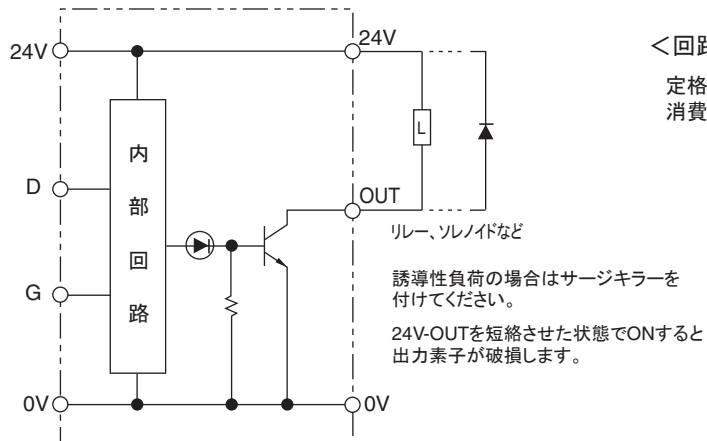 24V
24V
<回
定格
消費
L
内部回路
D
OUT
リレー、ソレノイドなど
G
誘導性負荷の場合はサージキラーを
付けてください。
24V-OUTを短絡させた状態でONすると
出力素子が破損します。
0V
0V